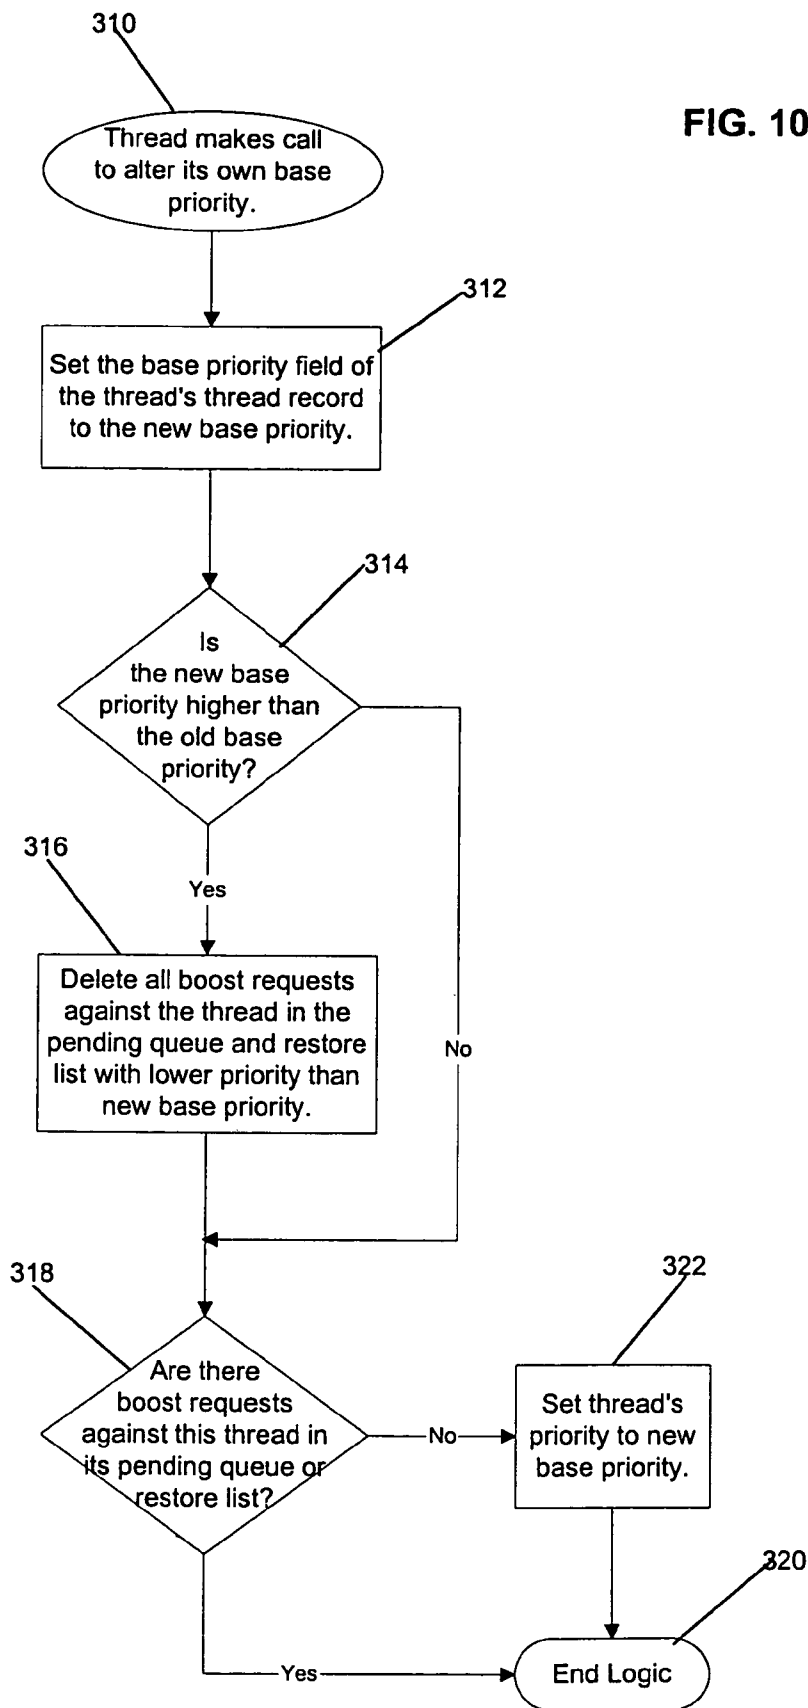 310
FIG. 10
Thread makes call
to alter its own base
priority.
312
Set the base priority field of
the thread's thread record
to the new base priority.
314
Is
the new base
priority higher than
the old base
priority?
316
Yes
Delete all boost requests
against the thread in the
pending queue and restore
list with lower priority than
new base priority.
No
318
322
Are there
boost requests
against this thread in
its pending queue or
restore list?
No
Set thread's
priority to new
base priority.
320
Yes
End Logic